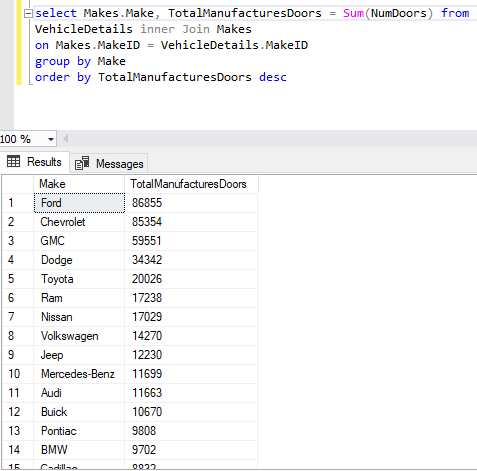 select Makes.Make, TotalManufacturesDoors = Sum(NumDoors) from
VehicleDetails inner Join Makes
on Makes.MakeID = VehicleDetails.MakeID
group by Make
order by TotalManufacturesDoors desc
100 %
Results Messages
Make TotalManufacturesDoors
1 Ford 86855
2 Chevrolet 85354
3 GMC 59551
4 Dodge 34342
5 Toyota 20026
6 Ram 17238
7 Nissan 17029
8 Volkswagen 14270
9 Jeep 12230
10 Mercedes-Benz 11699
11 Audi 11663
12 Buick 10670
13 Pontiac 9808
14 BMW 9702
15 Cadillac 8832